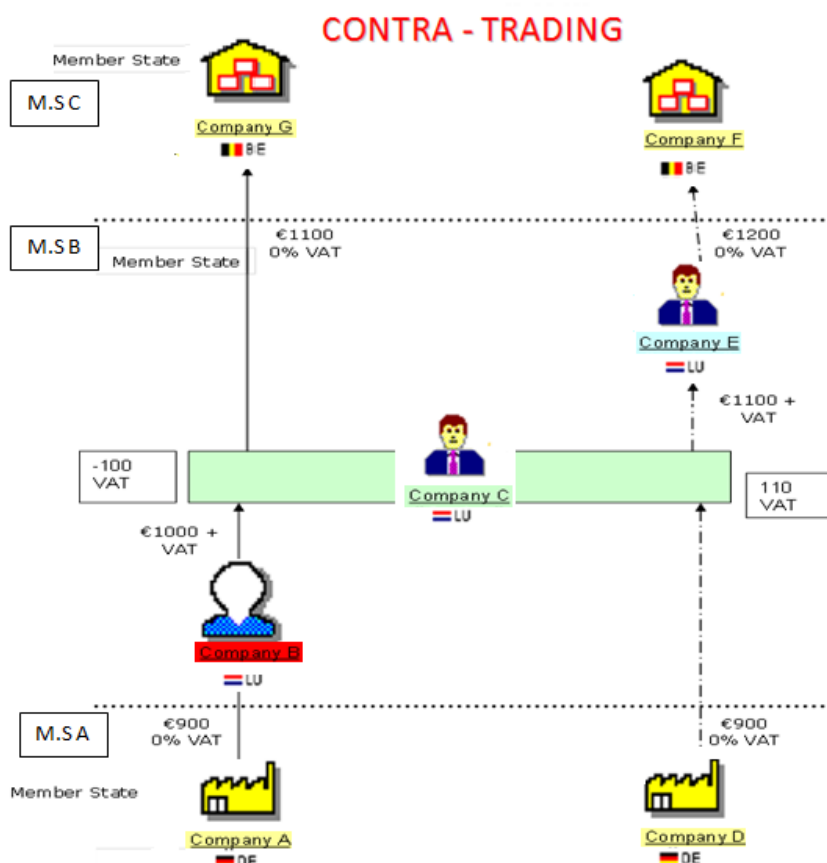 CONTRA - TRADING
Member State
M.SC
Company G
BE
Company F
BE
M.SB
€1100
0% VAT
€1200
0% VAT
Member State
Company E
LU
€1100 +
VAT
-100
VAT
Company C
LU
110
VAT
€1000 +
VAT
Company B
LU
M.SA
€900
0% VAT
€900
0% VAT
Member State
Company A
DE
Company D
DE